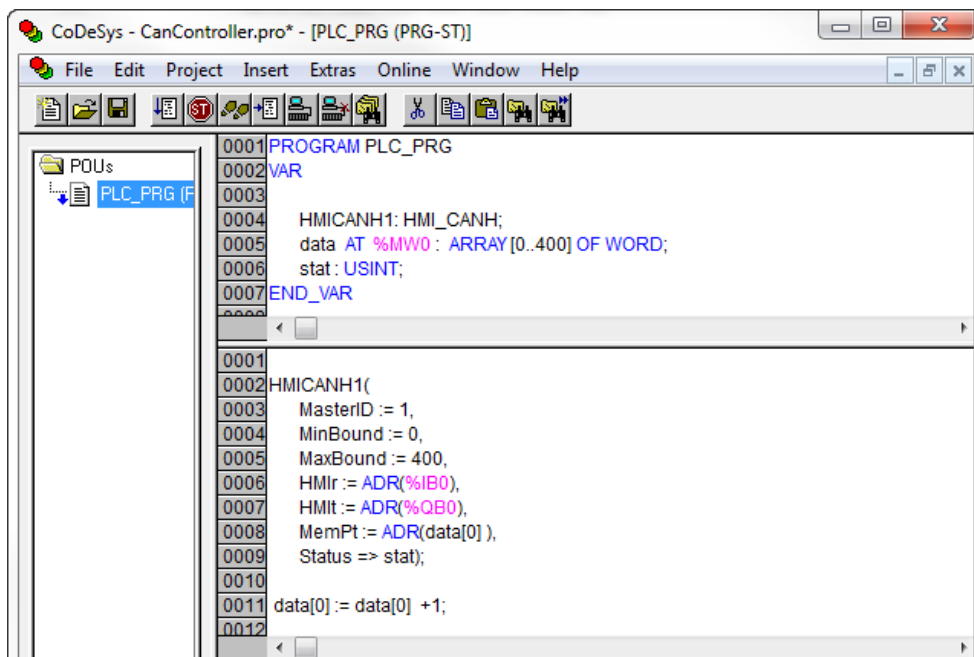 CoDeSys - CanController.pro* - [PLC_PRG (PRG-ST)]
File Edit Project Insert Extras Online Window Help
ST
POUs
PLC_PRG (F
0001 PROGRAM PLC_PRG
0002 VAR
0003
0004 HMICANH1: HMI_CANH;
0005 data AT %MW0 : ARRAY [0..400] OF WORD;
0006 stat : USINT;
0007 END_VAR
0008
0001
0002 HMICANH1(
0003 MasterID := 1,
0004 MinBound := 0,
0005 MaxBound := 400,
0006 HMIr := ADR(%IB0),
0007 HMIt := ADR(%QB0),
0008 MemPt := ADR(data[0] ),
0009 Status => stat);
0010
0011 data[0] := data[0] +1;
0012